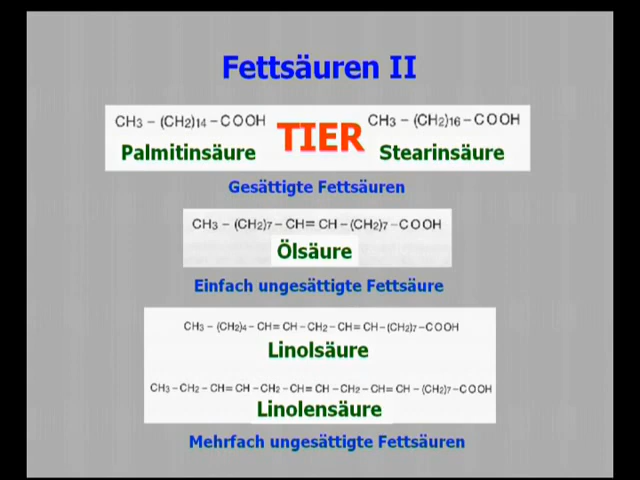 Fettsäuren II
CH3 – (CH2)14 – COOH TIER CH3 – (CH2)16 – COOH
Palmitinsäure Stearinsäure
Gesättigte Fettsäuren
CH3 – (CH2)7 – CH = CH – (CH2)7 – COOH
Ölsäure
Einfach ungesättigte Fettsäure
CH3 – (CH2)4 – CH = CH – CH2 – CH = CH – (CH2)7 – COOH
Linolsäure
CH3 – CH2 – CH = CH – CH2 – CH = CH – CH2 – CH = CH – (CH2)7 – COOH
Linolensäure
Mehrfach ungesättigte Fettsäuren